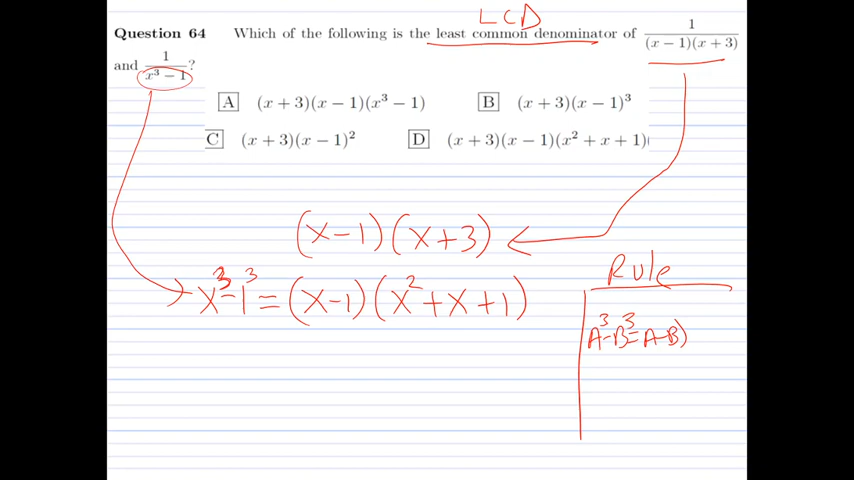 LCD
Question 64 Which of the following is the least common denominator of 1/((x − 1)(x + 3))
and 1/(x³ − 1)?
A (x + 3)(x − 1)(x³ − 1) B (x + 3)(x − 1)³
C (x + 3)(x − 1)² D (x + 3)(x − 1)(x² + x + 1)(
(x−1)(x+3)
x³−1³=(x−1)(x²+x+1)
Rule
A³−B³=A−B)